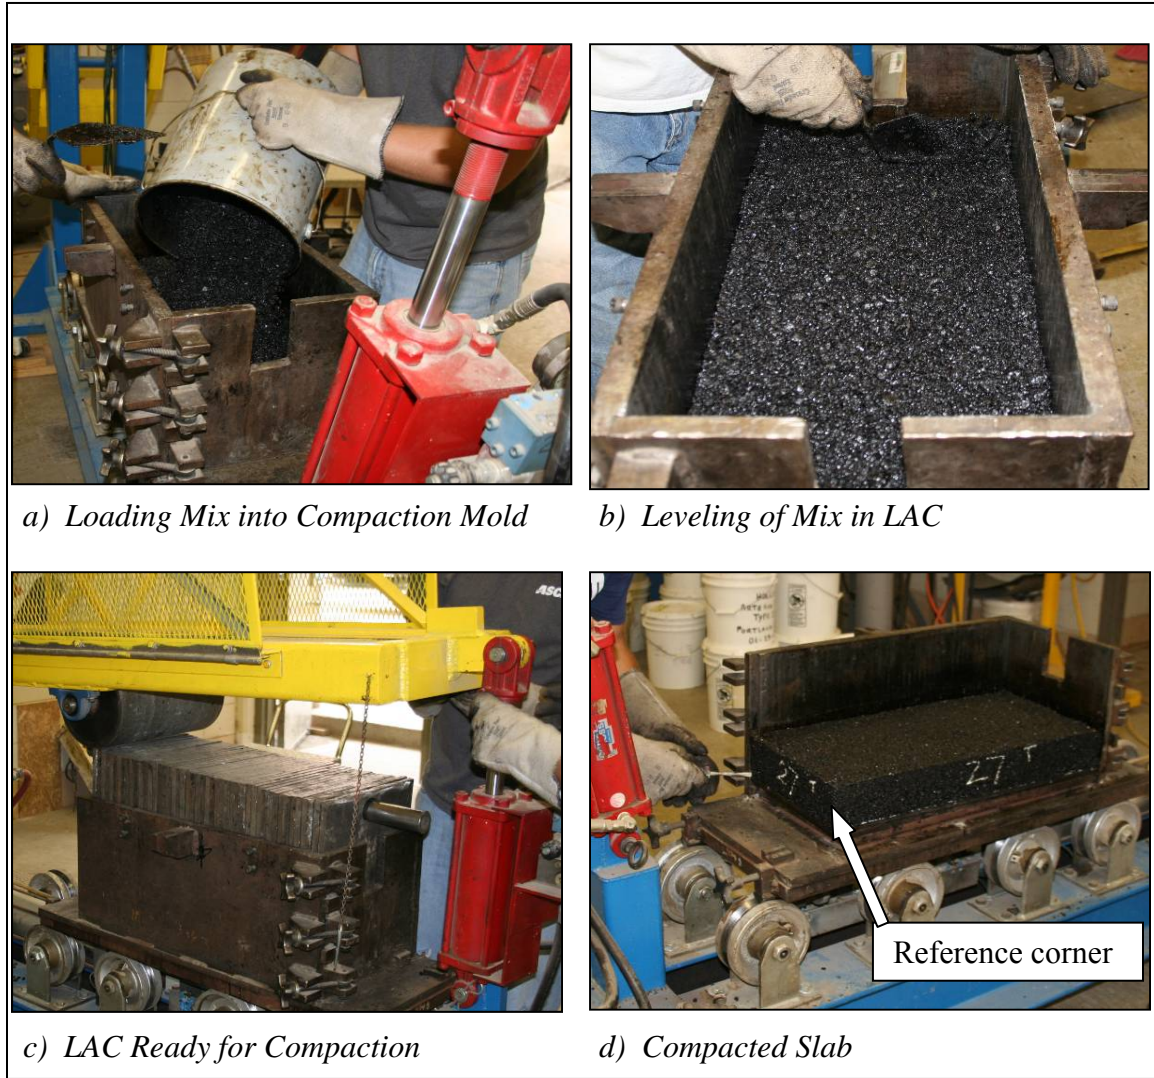 a) Loading Mix into Compaction Mold
b) Leveling of Mix in LAC
ASC
c) LAC Ready for Compaction
27 T
27 T
Reference corner
d) Compacted Slab